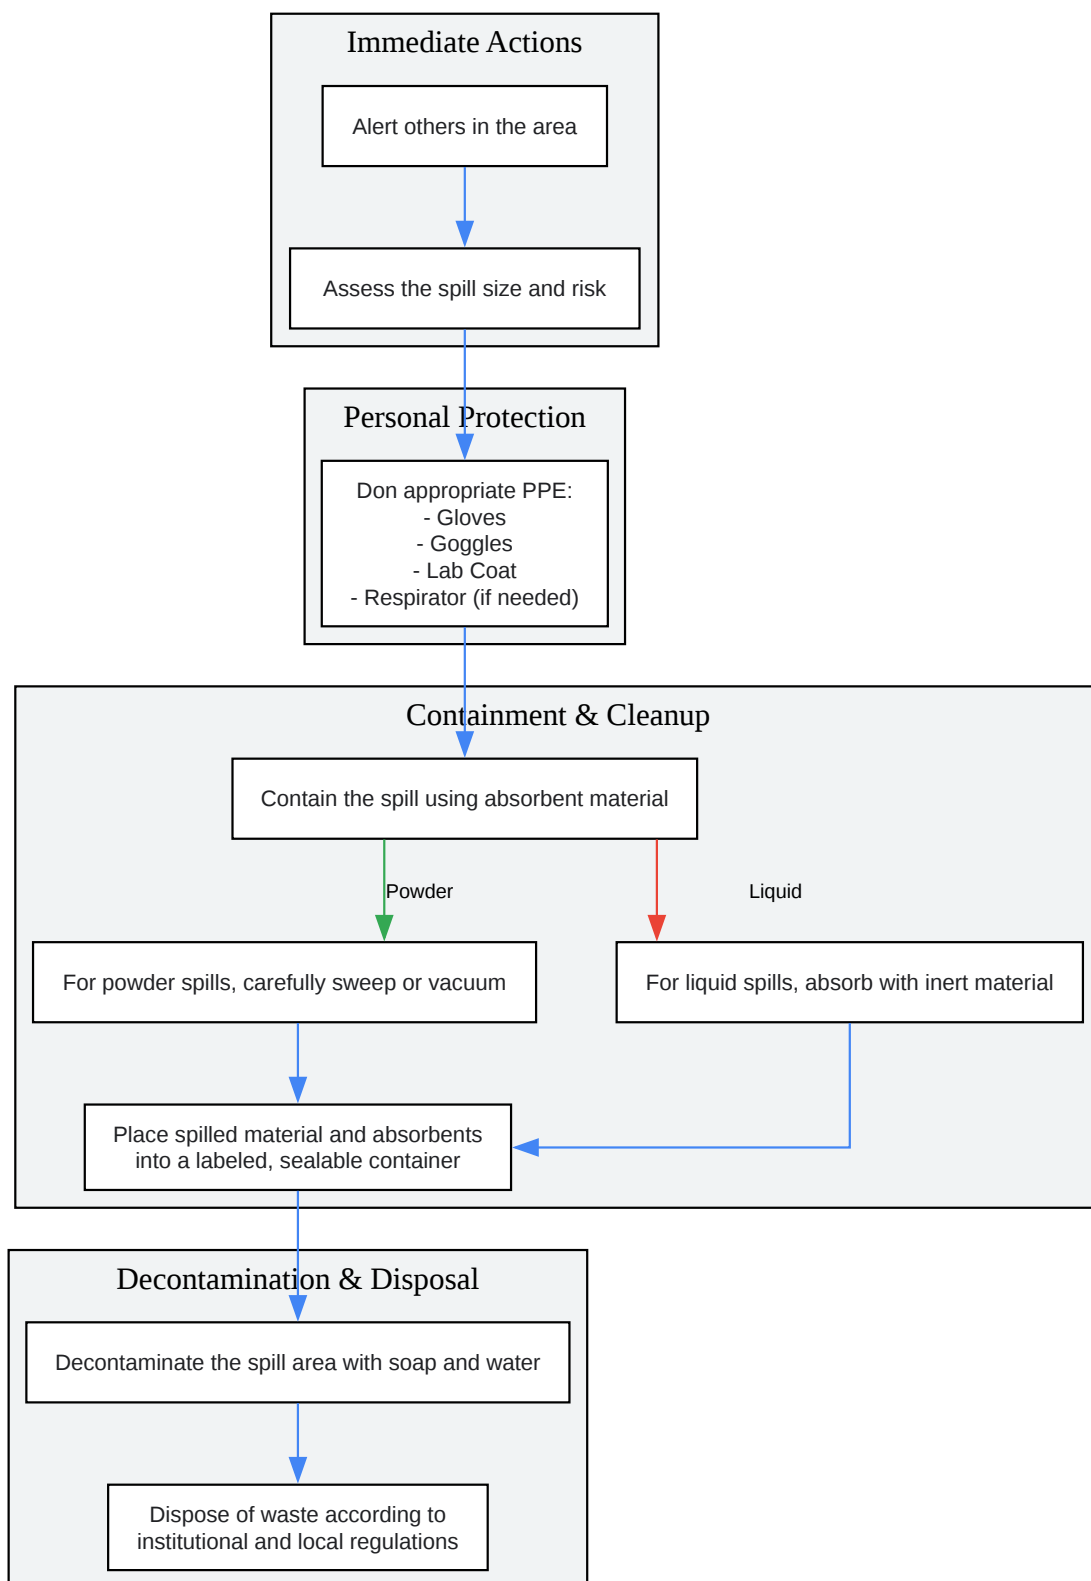 Immediate Actions
Alert others in the area
Assess the spill size and risk
Personal Protection
Don appropriate PPE:
- Gloves
- Goggles
- Lab Coat
- Respirator (if needed)
Containment & Cleanup
Contain the spill using absorbent material
Powder
Liquid
For powder spills, carefully sweep or vacuum
For liquid spills, absorb with inert material
Place spilled material and absorbents
into a labeled, sealable container
Decontamination & Disposal
Decontaminate the spill area with soap and water
Dispose of waste according to
institutional and local regulations